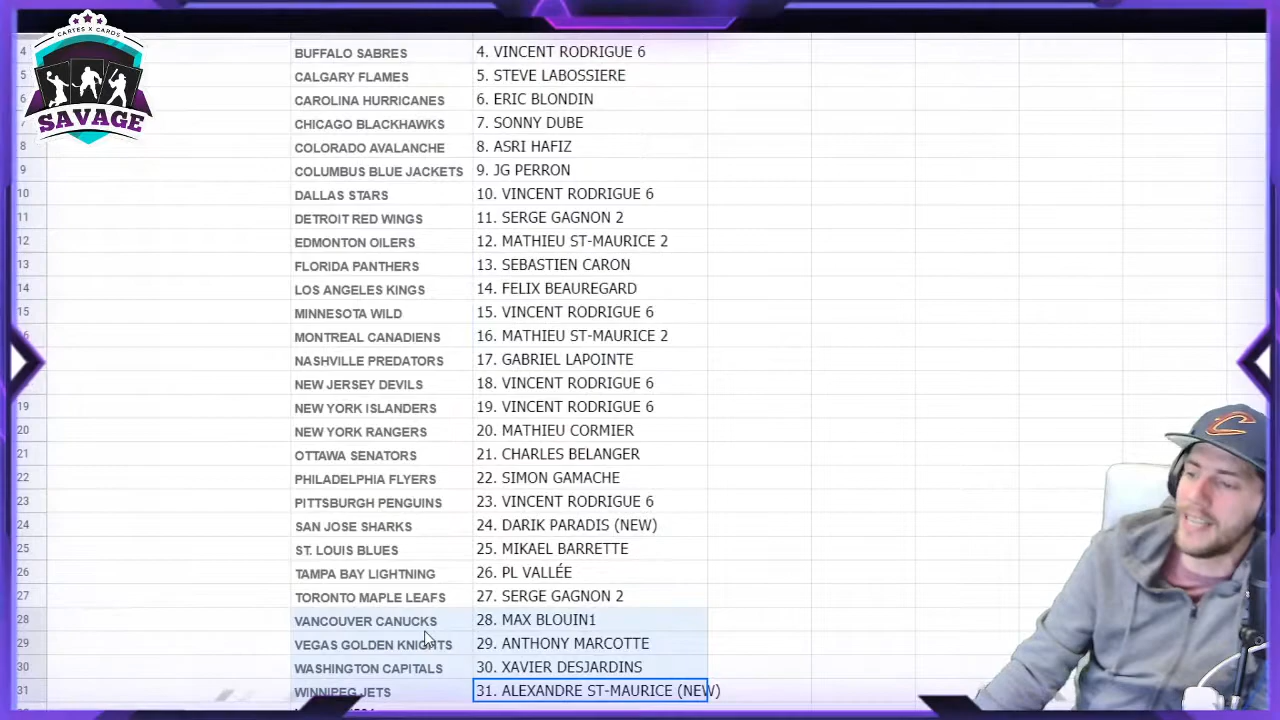 CARTES X CARDS
SAVAGE
4 BUFFALO SABRES 4. VINCENT RODRIGUE 6
5 CALGARY FLAMES 5. STEVE LABOSSIERE
6 CAROLINA HURRICANES 6. ERIC BLONDIN
7 CHICAGO BLACKHAWKS 7. SONNY DUBE
8 COLORADO AVALANCHE 8. ASRI HAFIZ
9 COLUMBUS BLUE JACKETS 9. JG PERRON
10 DALLAS STARS 10. VINCENT RODRIGUE 6
11 DETROIT RED WINGS 11. SERGE GAGNON 2
12 EDMONTON OILERS 12. MATHIEU ST-MAURICE 2
13 FLORIDA PANTHERS 13. SEBASTIEN CARON
14 LOS ANGELES KINGS 14. FELIX BEAUREGARD
15 MINNESOTA WILD 15. VINCENT RODRIGUE 6
MONTREAL CANADIENS 16. MATHIEU ST-MAURICE 2
NASHVILLE PREDATORS 17. GABRIEL LAPOINTE
NEW JERSEY DEVILS 18. VINCENT RODRIGUE 6
19 NEW YORK ISLANDERS 19. VINCENT RODRIGUE 6
20 NEW YORK RANGERS 20. MATHIEU CORMIER
21 OTTAWA SENATORS 21. CHARLES BELANGER
22 PHILADELPHIA FLYERS 22. SIMON GAMACHE
23 PITTSBURGH PENGUINS 23. VINCENT RODRIGUE 6
24 SAN JOSE SHARKS 24. DARIK PARADIS (NEW)
25 ST. LOUIS BLUES 25. MIKAEL BARRETTE
26 TAMPA BAY LIGHTNING 26. PL VALLÉE
27 TORONTO MAPLE LEAFS 27. SERGE GAGNON 2
28 VANCOUVER CANUCKS 28. MAX BLOUIN1
29 VEGAS GOLDEN KNIGHTS 29. ANTHONY MARCOTTE
30 WASHINGTON CAPITALS 30. XAVIER DESJARDINS
31 WINNIPEG JETS 31. ALEXANDRE ST-MAURICE (NEW)
C